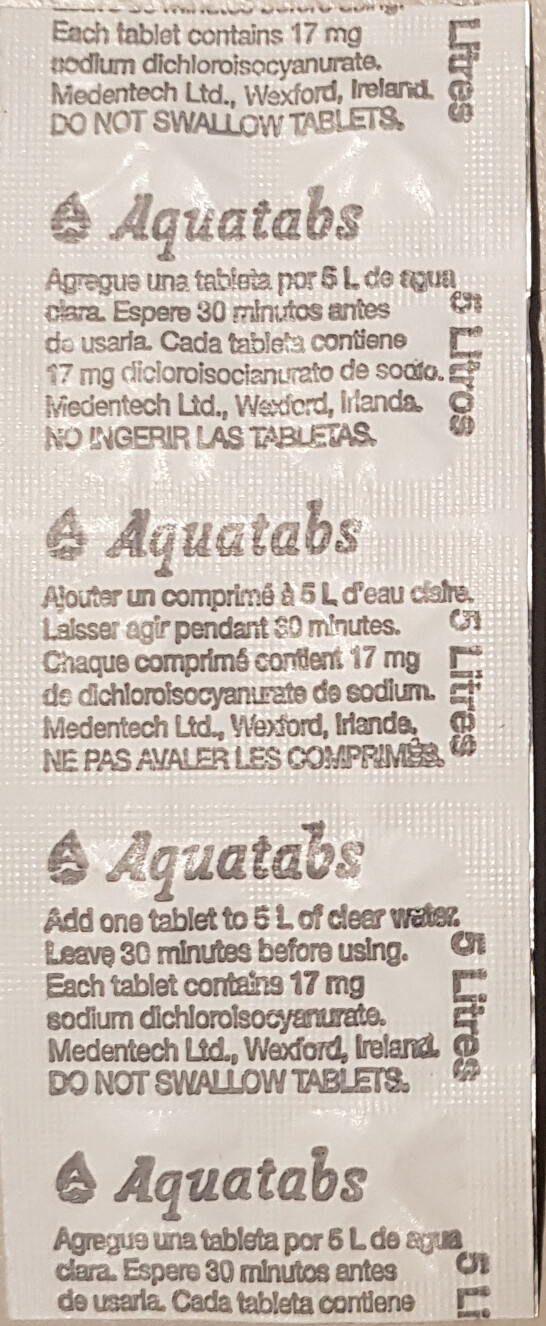 Each tablet contains 17 mg
sodium dichloroisocyanurate.
Medentech Ltd., Wexford, Ireland.
DO NOT SWALLOW TABLETS.
Litres
Aquatabs
Agregue una tableta por 5 L de agua
clara. Espere 30 minutos antes
de usarla. Cada tableta contiene
17 mg dicloroisocianurato de sodio.
Medentech Ltd., Wexford, Irlanda.
NO INGERIR LAS TABLETAS.
5 Litros
Aquatabs
Ajouter un comprimé à 5 L d'eau claire.
Laisser agir pendant 30 minutes.
Chaque comprimé contient 17 mg
de dichloroisocyanurate de sodium.
Medentech Ltd., Wexford, Irlande.
NE PAS AVALER LES COMPRIMÉS.
5 Litres
Aquatabs
Add one tablet to 5 L of clear water.
Leave 30 minutes before using.
Each tablet contains 17 mg
sodium dichloroisocyanurate.
Medentech Ltd., Wexford, Ireland.
DO NOT SWALLOW TABLETS.
5 Litres
Aquatabs
Agregue una tableta por 5 L de agua
clara. Espere 30 minutos antes
de usarla. Cada tableta contiene
5 Li